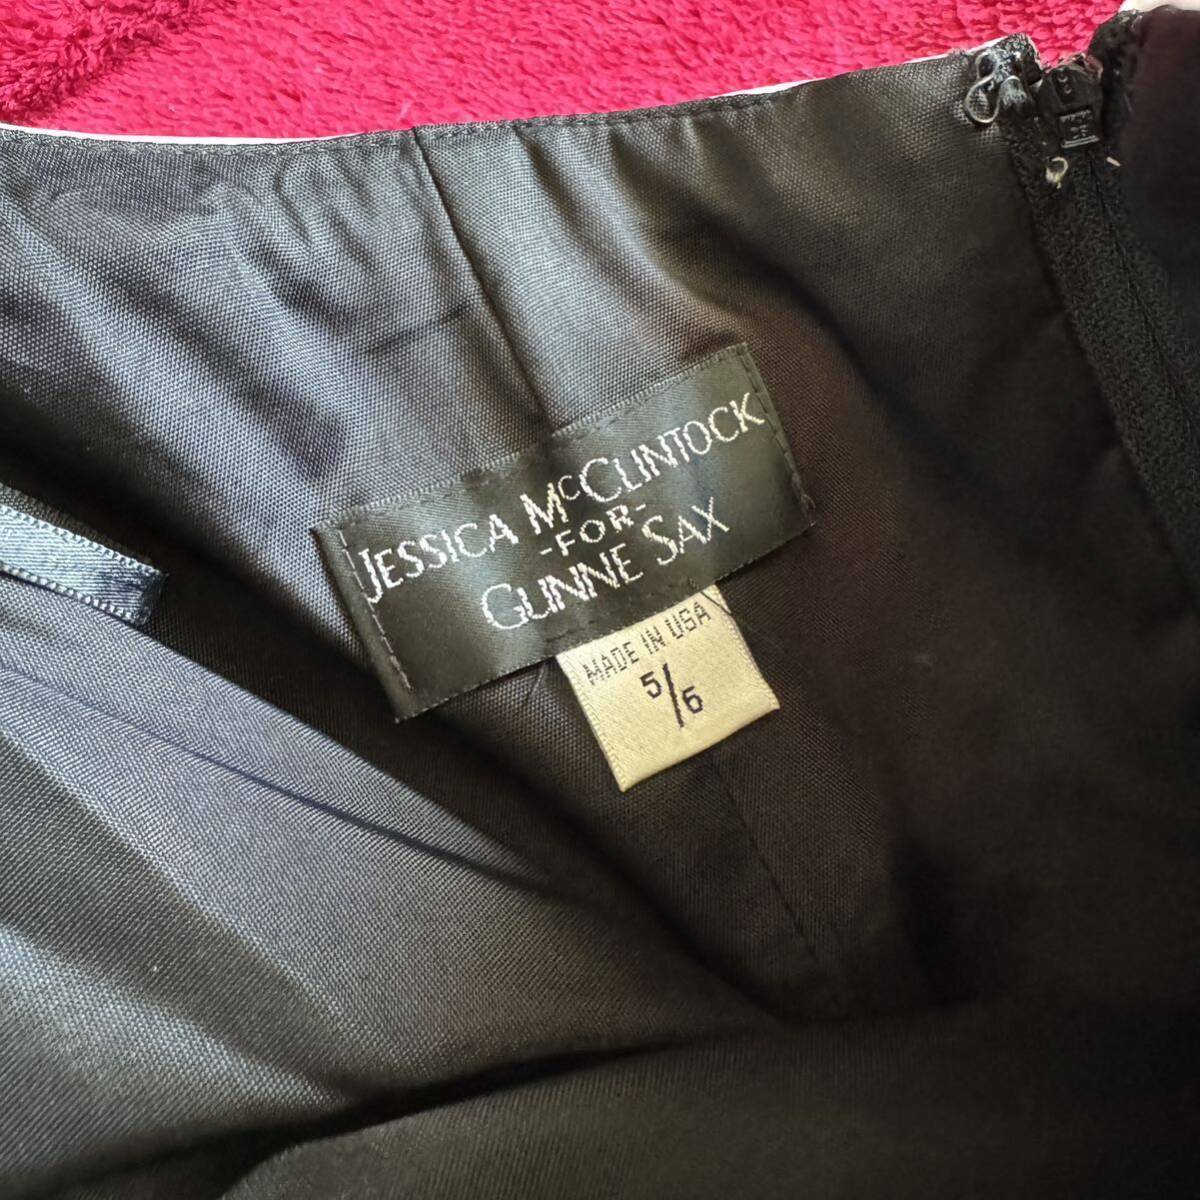 JESSICA McCLINTOCK
-FOR-
GUNNE SAX
MADE IN USA
5/6